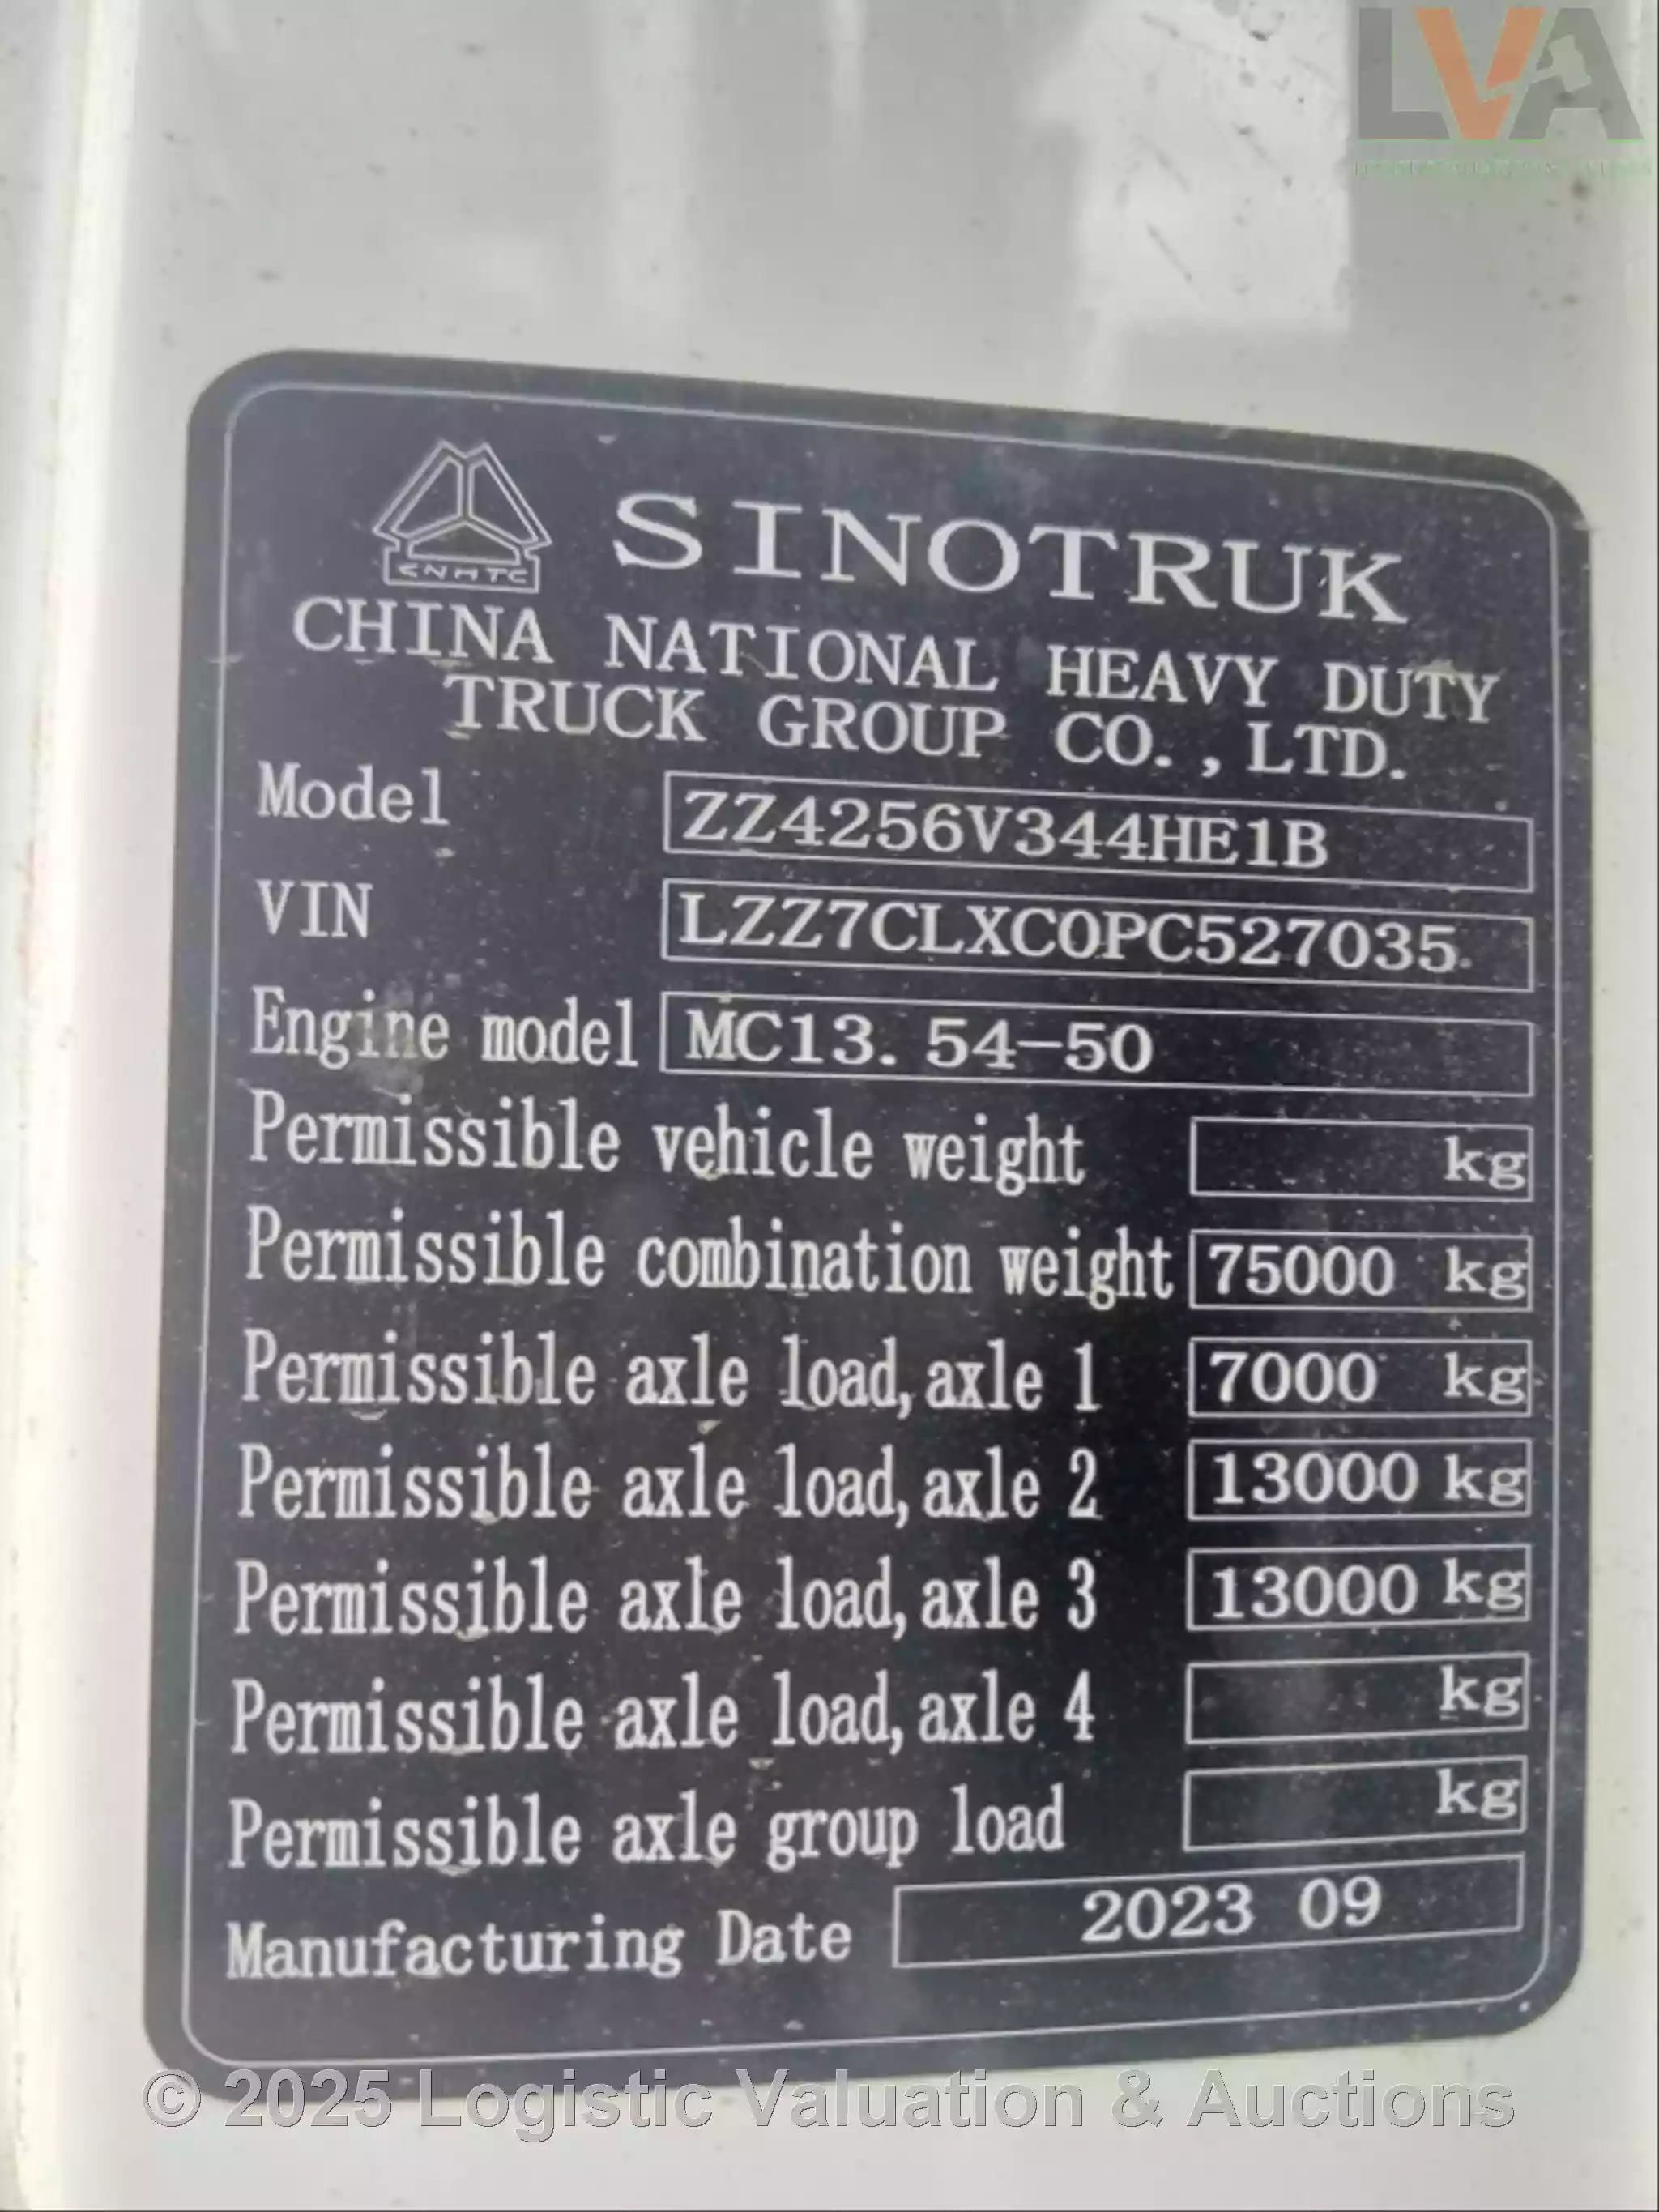 LVA
CNHTC
SINOTRUK
CHINA NATIONAL HEAVY DUTY
TRUCK GROUP CO., LTD.
Model ZZ4256V344HE1B
VIN LZZ7CLXC0PC527035
Engine model MC13. 54-50
Permissible vehicle weight kg
Permissible combination weight 75000 kg
Permissible axle load, axle 1 7000 kg
Permissible axle load, axle 2 13000 kg
Permissible axle load, axle 3 13000 kg
Permissible axle load, axle 4 kg
Permissible axle group load kg
Manufacturing Date 2023 09
© 2025 Logistic Valuation & Auctions